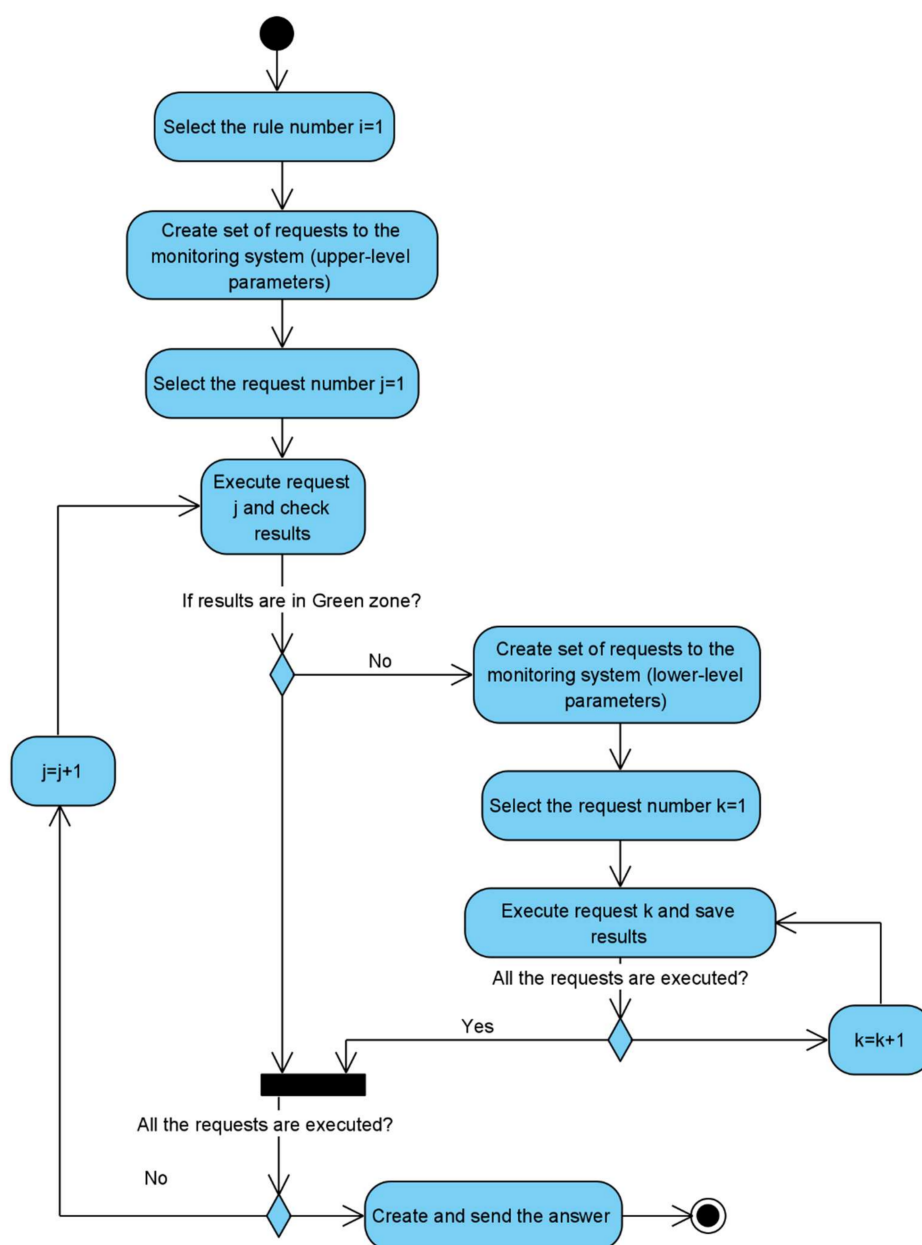 Select the rule number i=1
Create set of requests to the
monitoring system (upper-level
parameters)
Select the request number j=1
Execute request
j and check
results
If results are in Green zone?
No
Create set of requests to the
monitoring system (lower-level
parameters)
j=j+1
Select the request number k=1
Execute request k and save
results
All the requests are executed?
Yes
k=k+1
All the requests are executed?
No
Create and send the answer